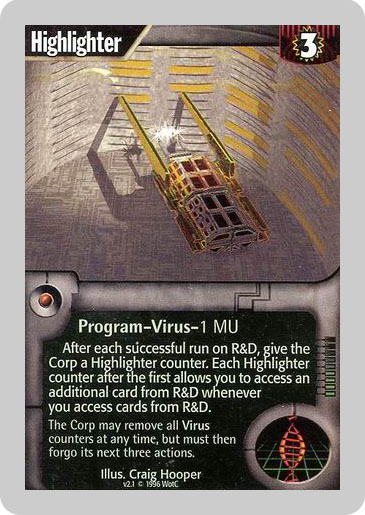 Highlighter
3
Program-Virus-1 MU
After each successful run on R&D, give the
Corp a Highlighter counter. Each Highlighter
counter after the first allows you to access an
additional card from R&D whenever
you access cards from R&D.
The Corp may remove all Virus
counters at any time, but must then
forgo its next three actions.
Illus. Craig Hooper
v2.1 © 1996 WotC